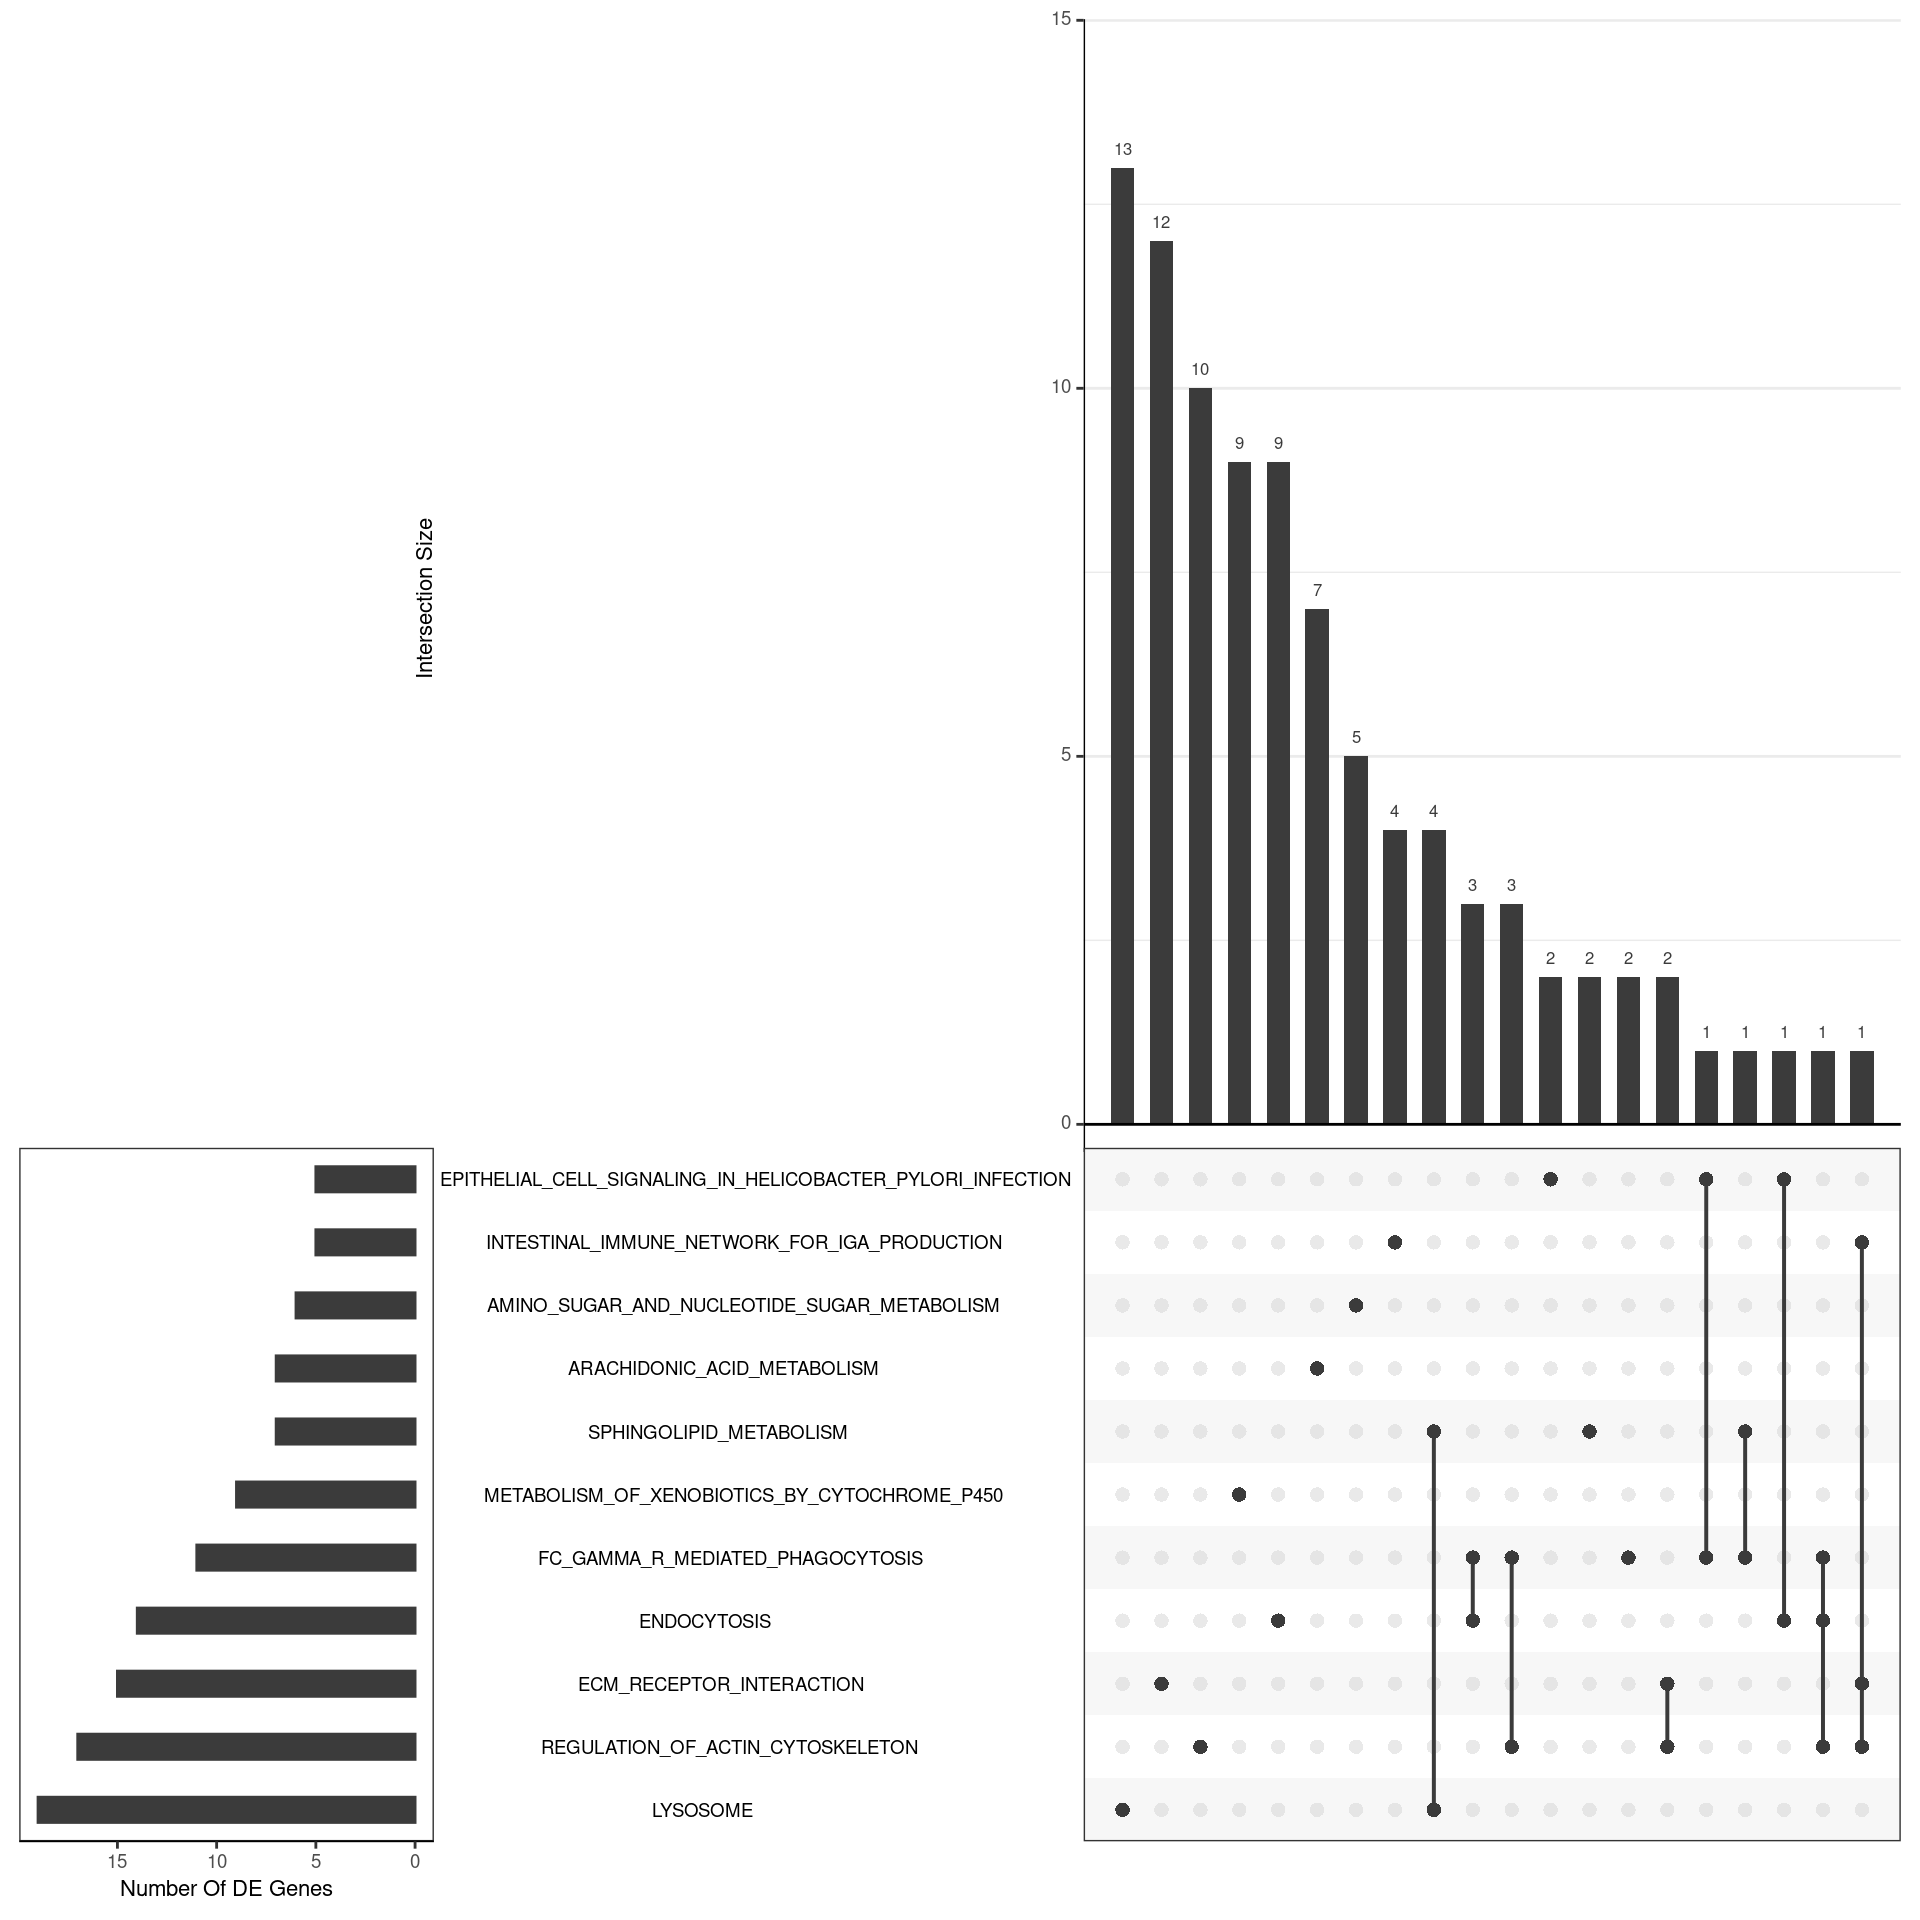 15
13
12
10
10
9
9
7
5
5
4
4
3
3
2
2
2
2
1
1
1
1
1
0
Intersection Size
EPITHELIAL_CELL_SIGNALING_IN_HELICOBACTER_PYLORI_INFECTION
INTESTINAL_IMMUNE_NETWORK_FOR_IGA_PRODUCTION
AMINO_SUGAR_AND_NUCLEOTIDE_SUGAR_METABOLISM
ARACHIDONIC_ACID_METABOLISM
SPHINGOLIPID_METABOLISM
METABOLISM_OF_XENOBIOTICS_BY_CYTOCHROME_P450
FC_GAMMA_R_MEDIATED_PHAGOCYTOSIS
ENDOCYTOSIS
ECM_RECEPTOR_INTERACTION
REGULATION_OF_ACTIN_CYTOSKELETON
LYSOSOME
15 10 5 0
Number Of DE Genes